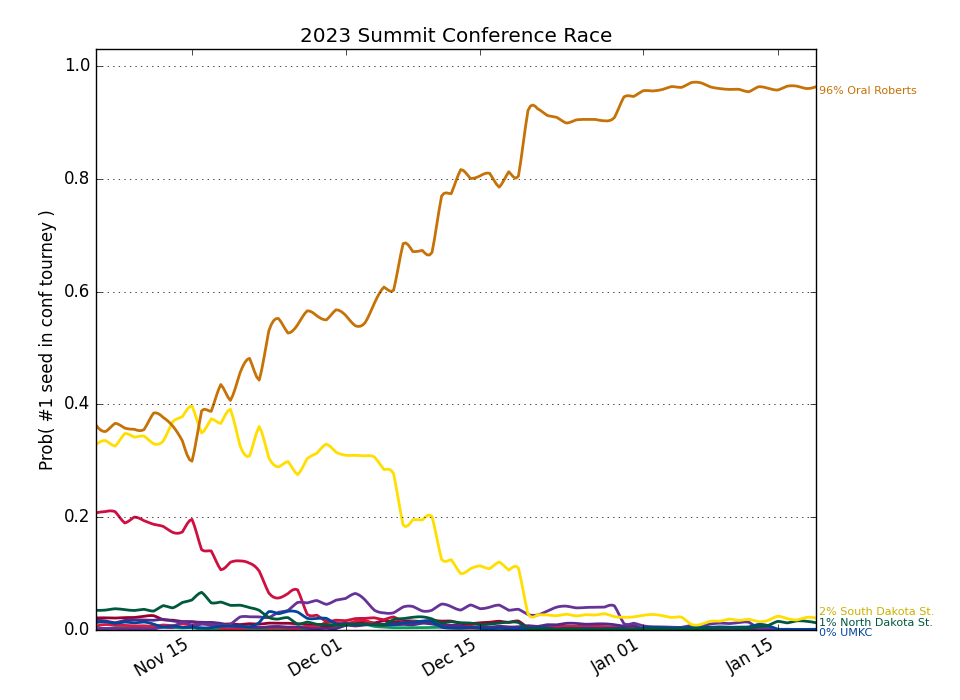 2023 Summit Conference Race
Prob( #1 seed in conf tourney )
1.0
0.8
0.6
0.4
0.2
0.0
Nov 15
Dec 01
Dec 15
Jan 01
Jan 15
96% Oral Roberts
2% South Dakota St.
1% North Dakota St.
0% UMKC